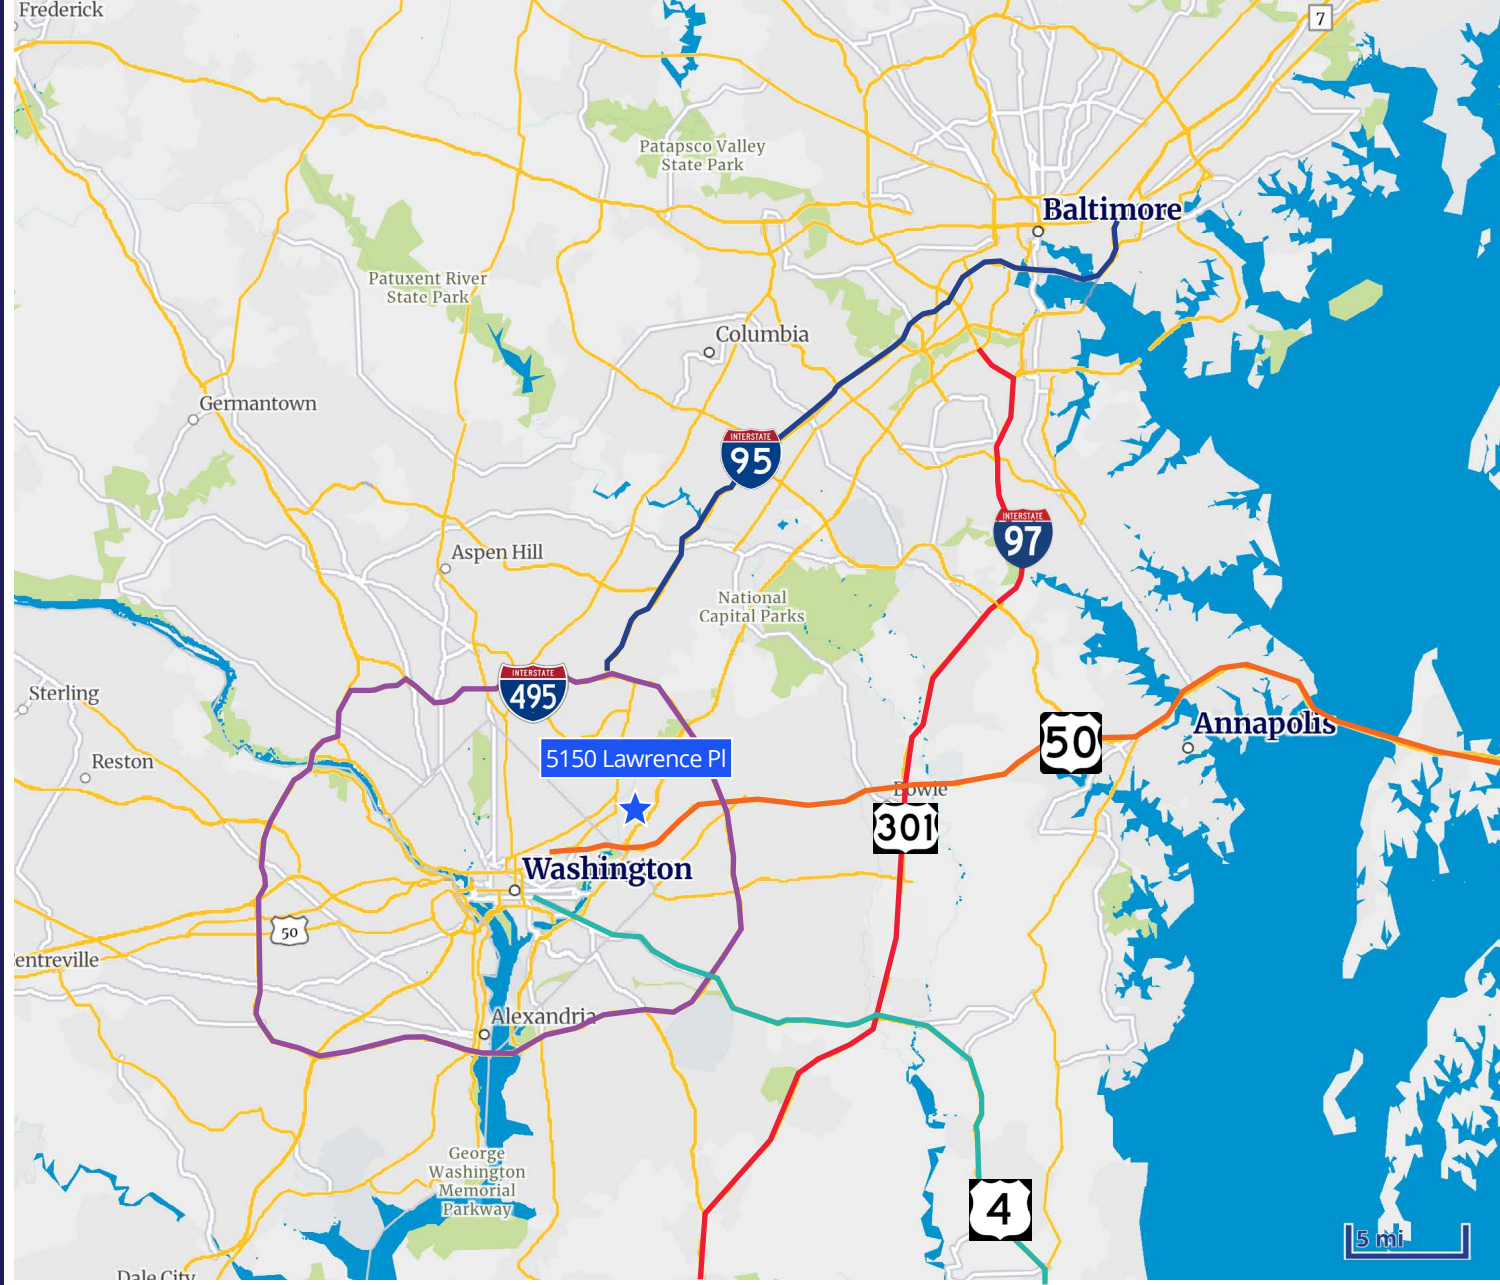 Frederick
7
Patapsco Valley
State Park
Baltimore
Patuxent River
State Park
Columbia
Germantown
INTERSTATE
95
INTERSTATE
97
Aspen Hill
National
Capital Parks
INTERSTATE
495
Sterling
50
Annapolis
5150 Lawrence Pl
Reston
Bowie
301
Washington
50
entreville
Alexandria
George
Washington
Memorial
Parkway
4
5 mi
Dale City